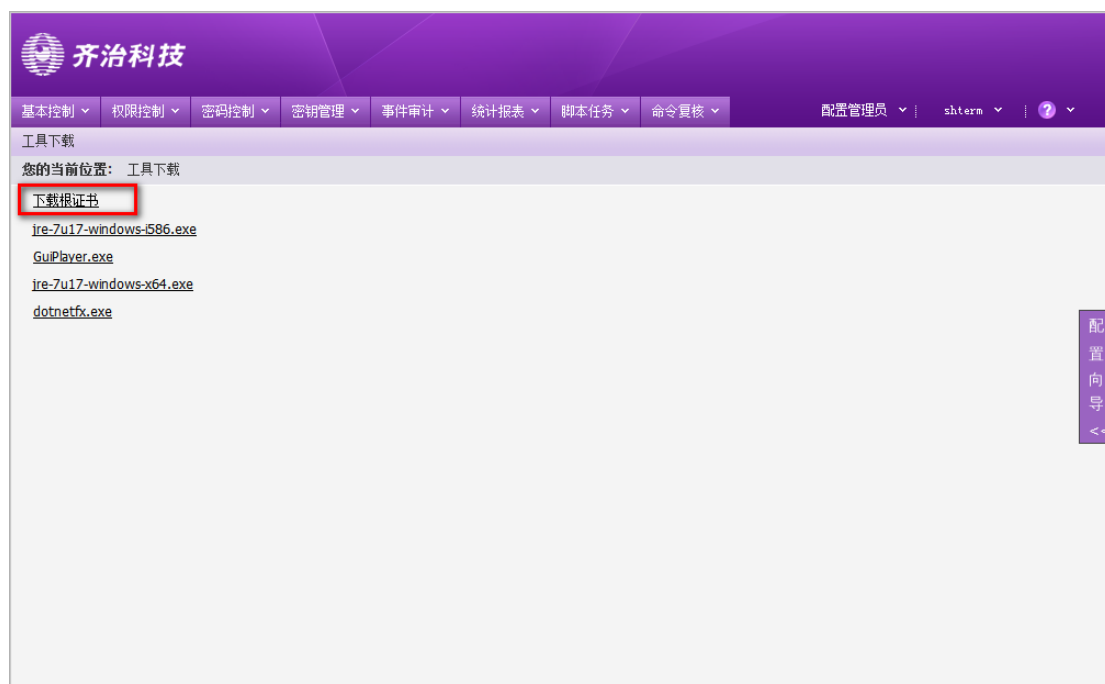 齐治科技
基本控制 权限控制 密码控制 密钥管理 事件审计 统计报表 脚本任务 命令复核 配置管理员 shterm ?
工具下载
您的当前位置: 工具下载
下载根证书
jre-7u17-windows-i586.exe
GuiPlayer.exe
jre-7u17-windows-x64.exe
dotnetfx.exe
配
置
向
导
<<